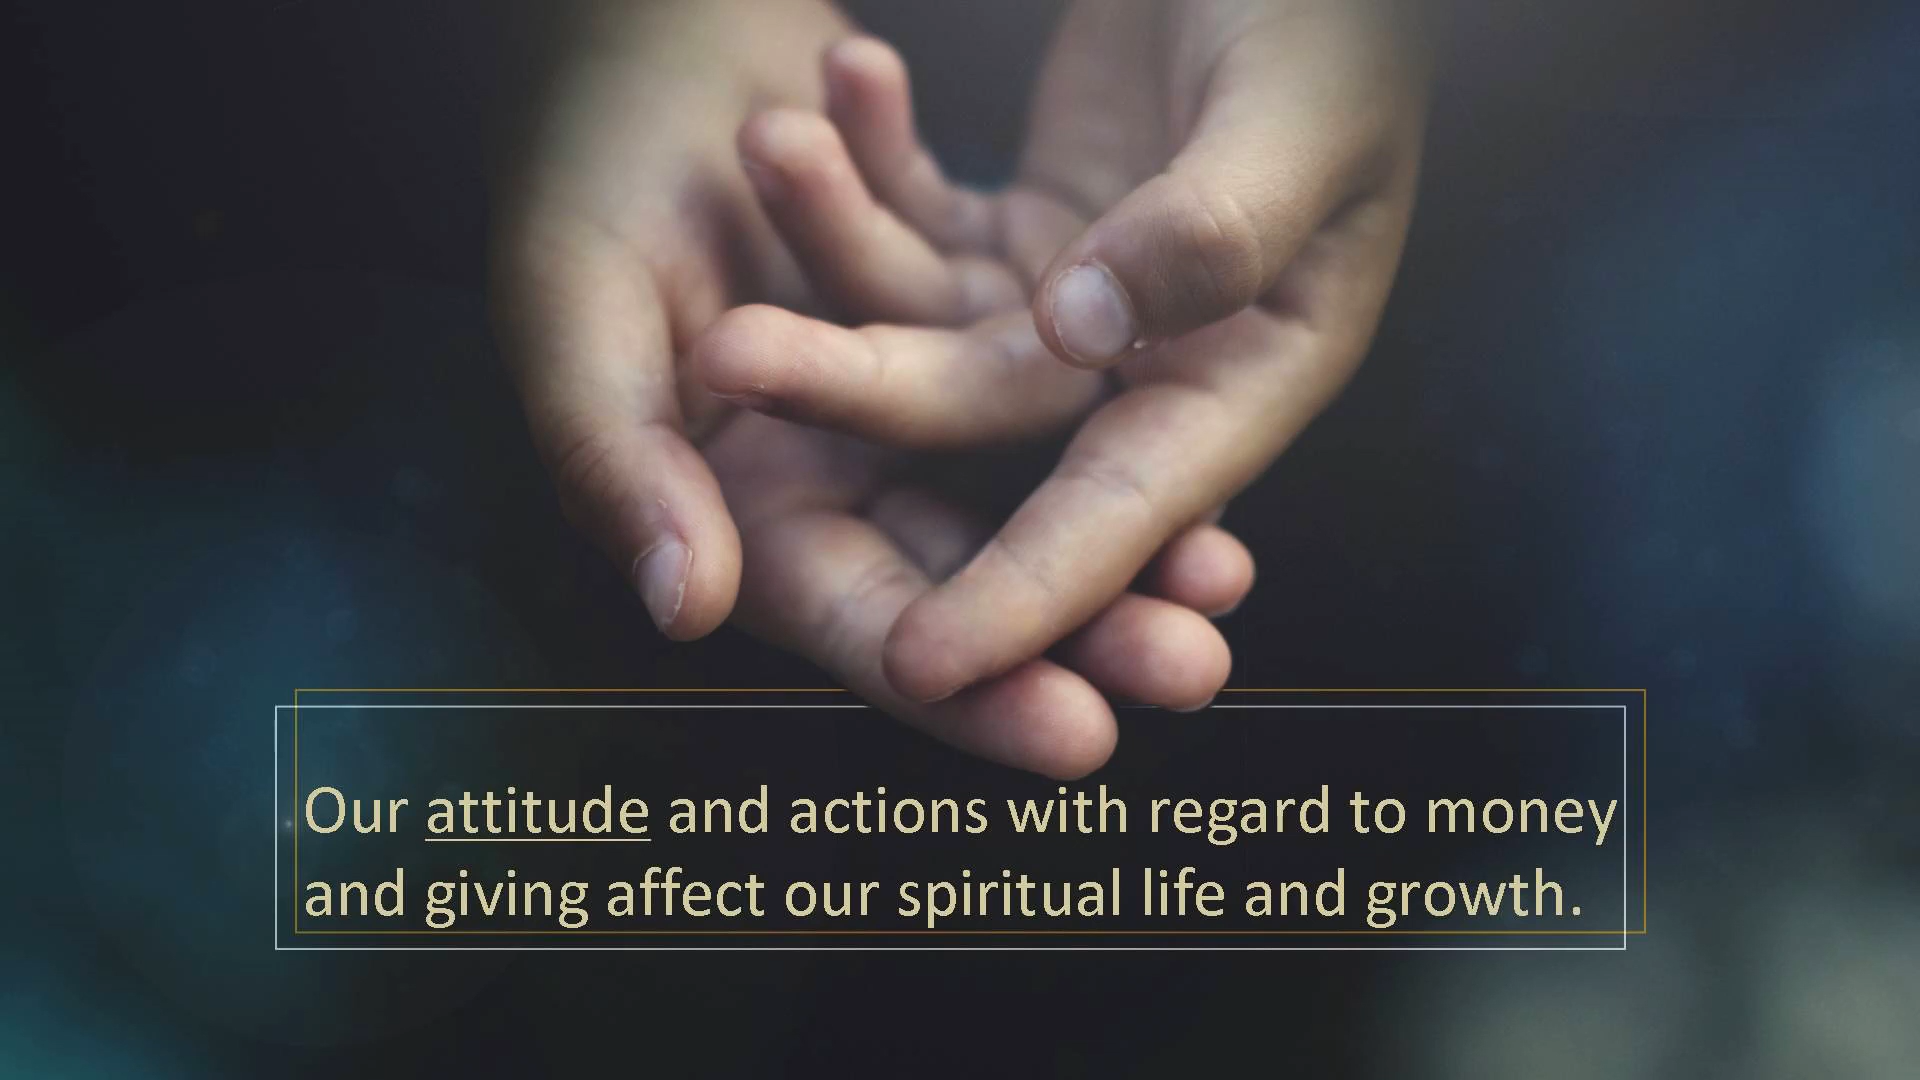 Our attitude and actions with regard to money
and giving affect our spiritual life and growth.